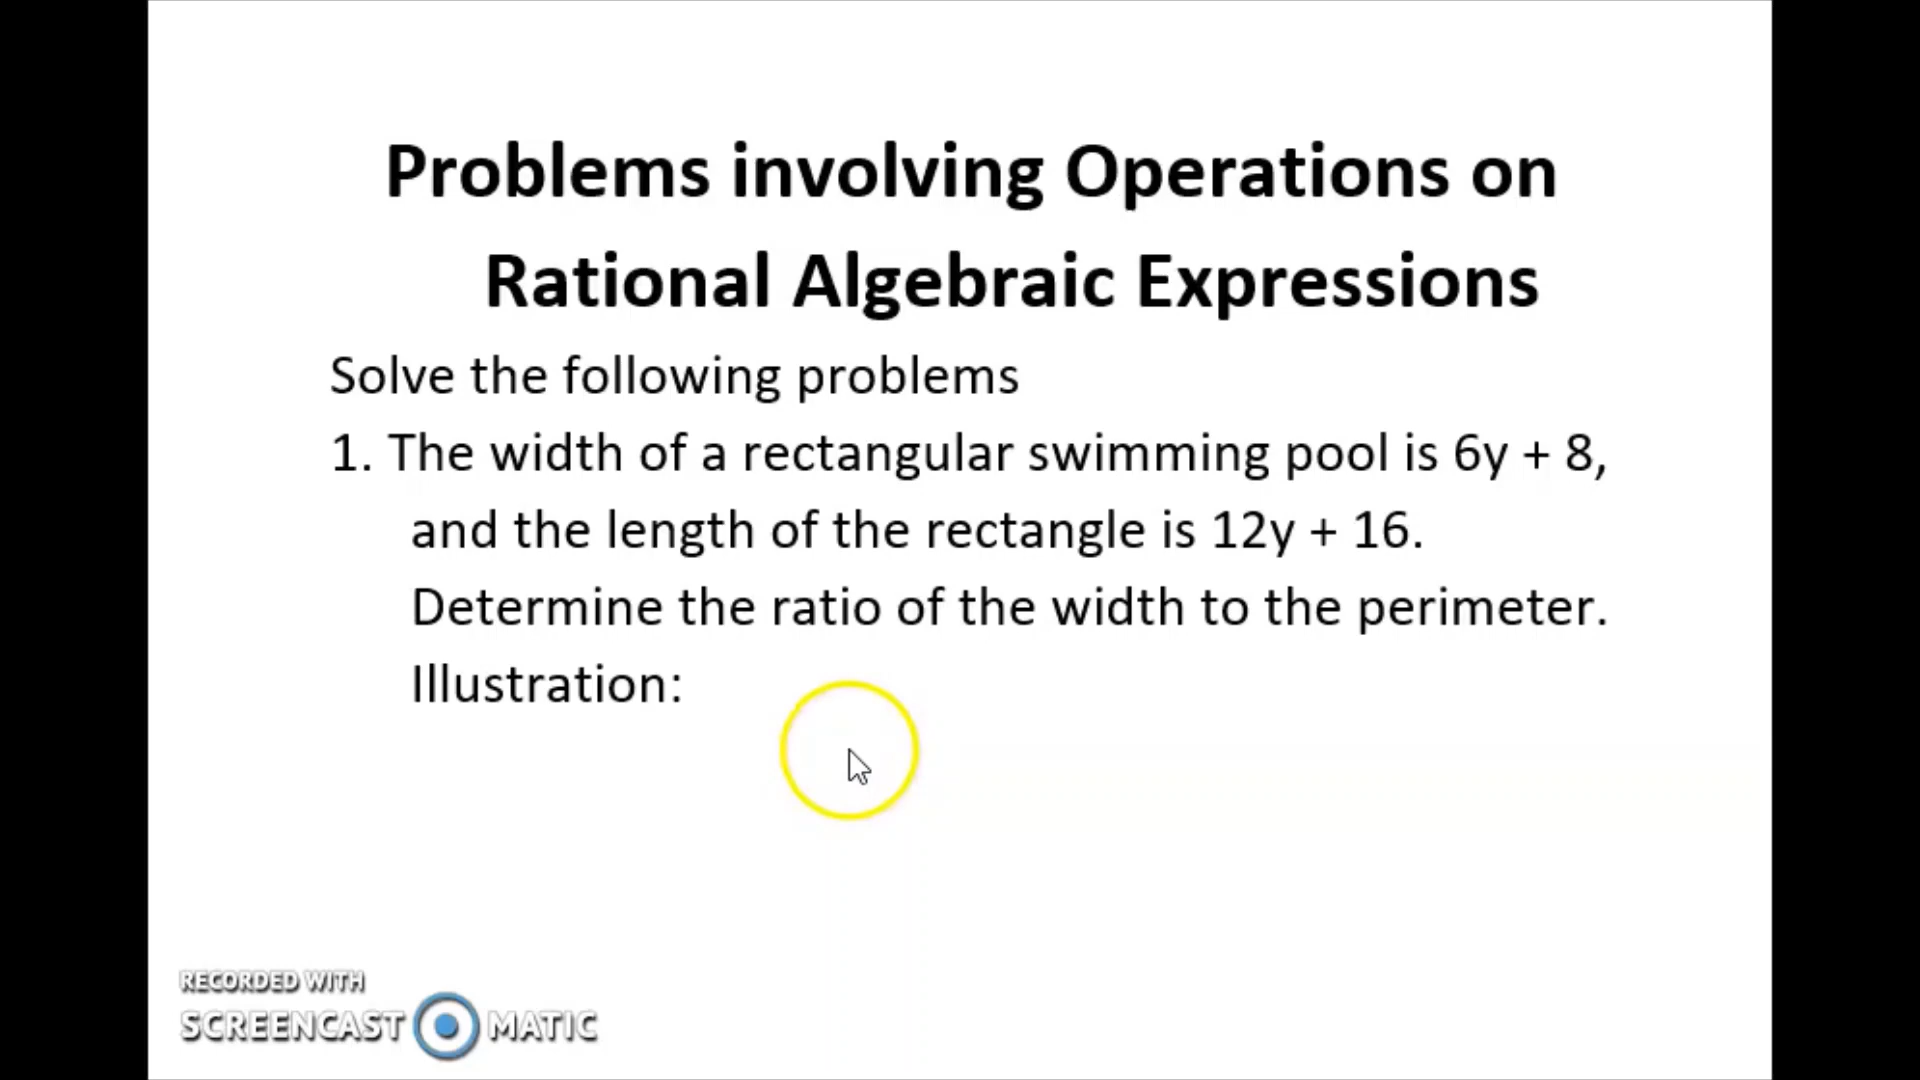 Problems involving Operations on
Rational Algebraic Expressions
Solve the following problems
1. The width of a rectangular swimming pool is 6y + 8,
and the length of the rectangle is 12y + 16.
Determine the ratio of the width to the perimeter.
Illustration:
RECORDED WITH
SCREENCAST MATIC